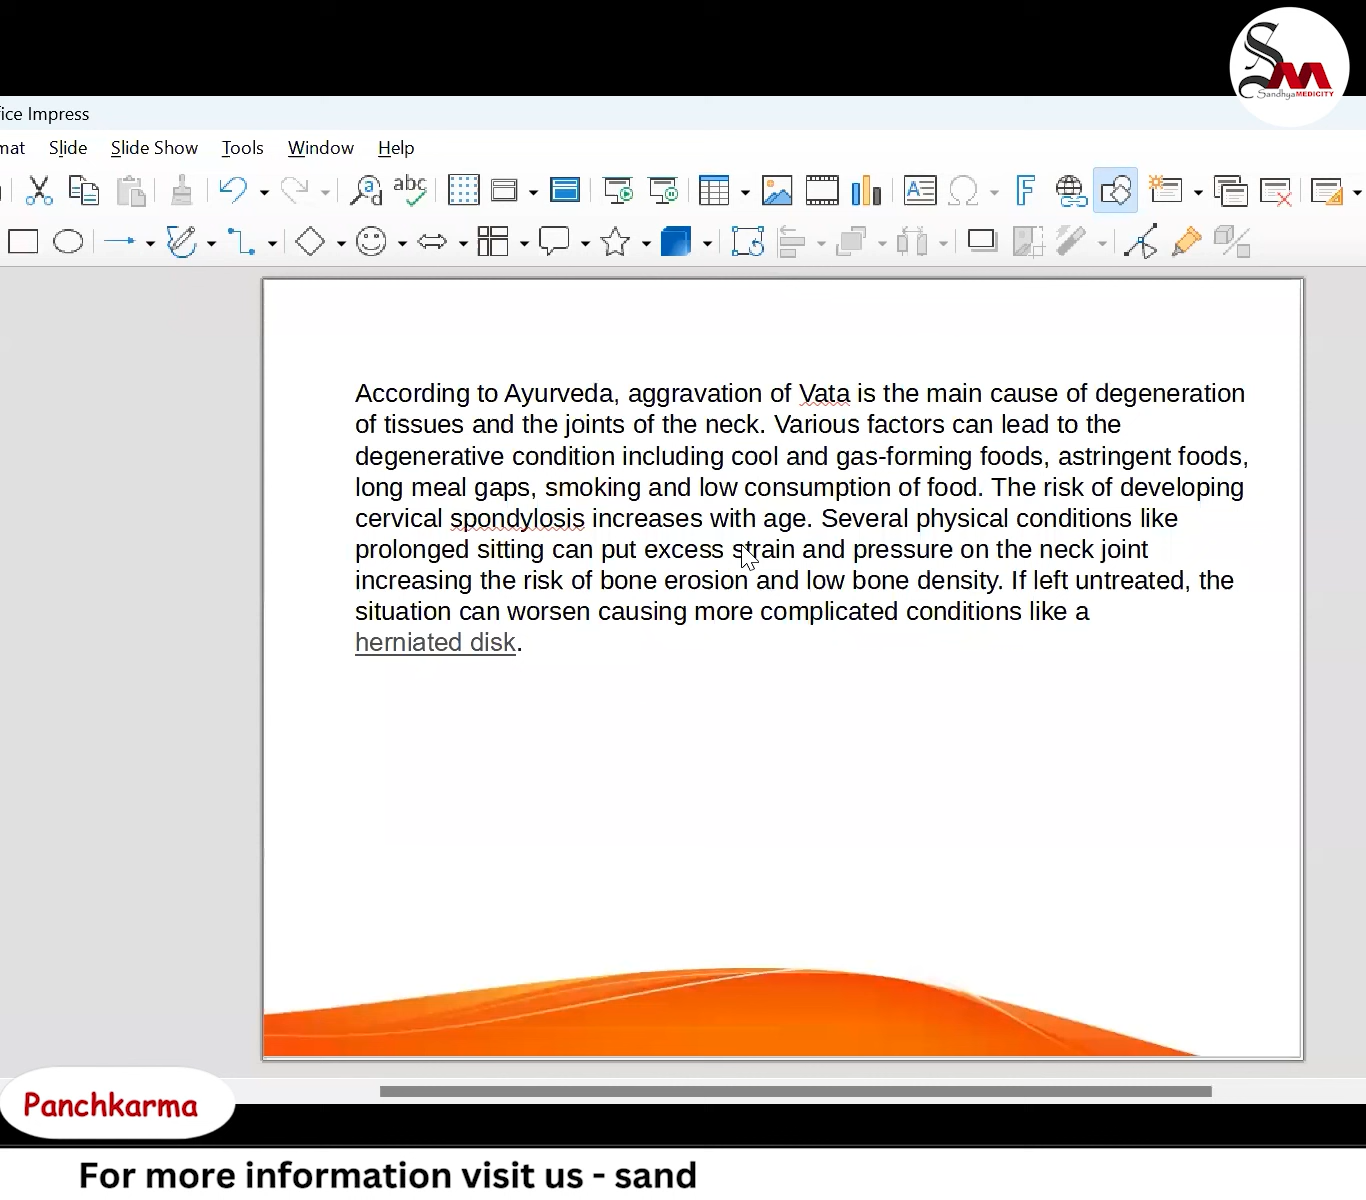 SM
Sandhya MEDICITY
ice Impress
mat Slide Slide Show Tools Window Help
abc
According to Ayurveda, aggravation of Vata is the main cause of degeneration
of tissues and the joints of the neck. Various factors can lead to the
degenerative condition including cool and gas-forming foods, astringent foods,
long meal gaps, smoking and low consumption of food. The risk of developing
cervical spondylosis increases with age. Several physical conditions like
prolonged sitting can put excess strain and pressure on the neck joint
increasing the risk of bone erosion and low bone density. If left untreated, the
situation can worsen causing more complicated conditions like a
herniated disk.
Panchkarma
For more information visit us - sand